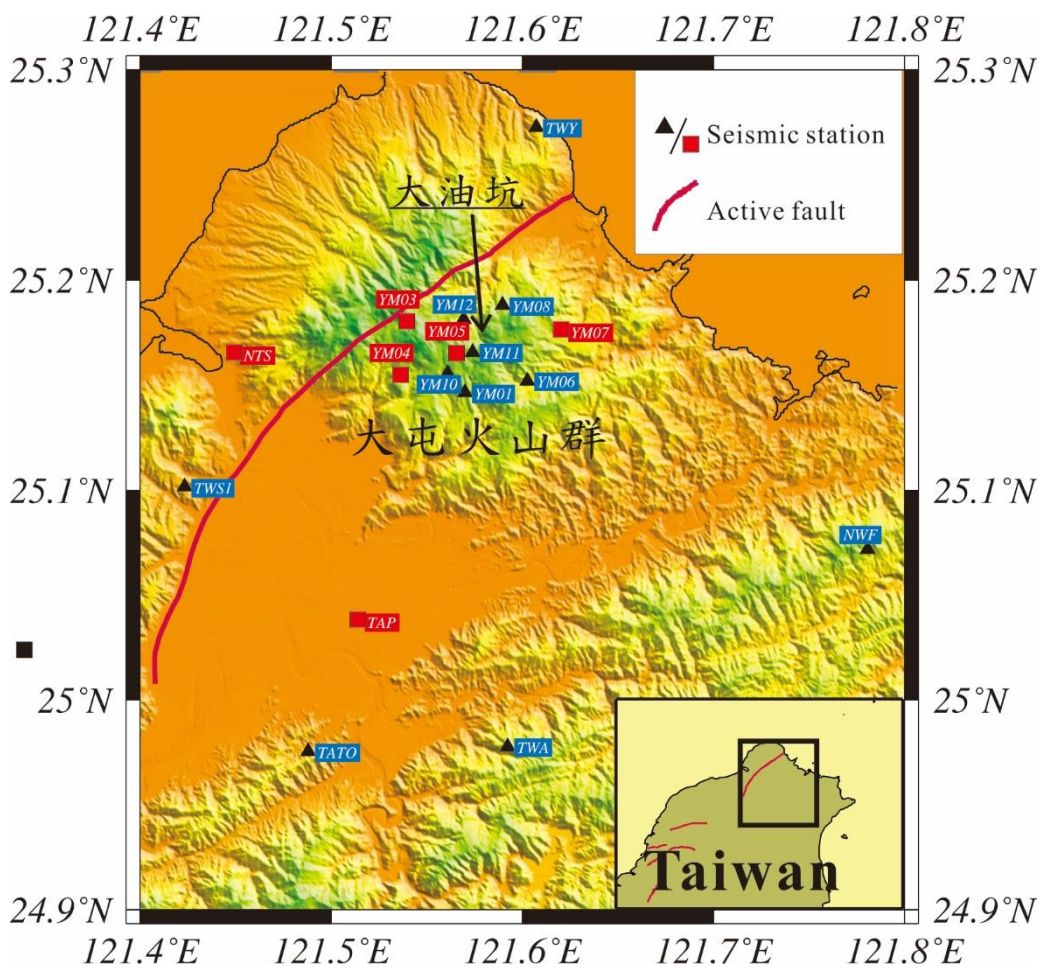 121.4°E 121.5°E 121.6°E 121.7°E 121.8°E
25.3°N 25.3°N
TWY
Seismic station
大油坑
Active fault
25.2°N 25.2°N
YM03 YM12 YM08
YM05 YM07
NTS YM04 YM11
YM10 YM01 YM06
大屯火山群
25.1°N TWS1 25.1°N
NWF
TAP
25°N 25°N
TATO TWA
Taiwan
24.9°N 24.9°N
121.4°E 121.5°E 121.6°E 121.7°E 121.8°E